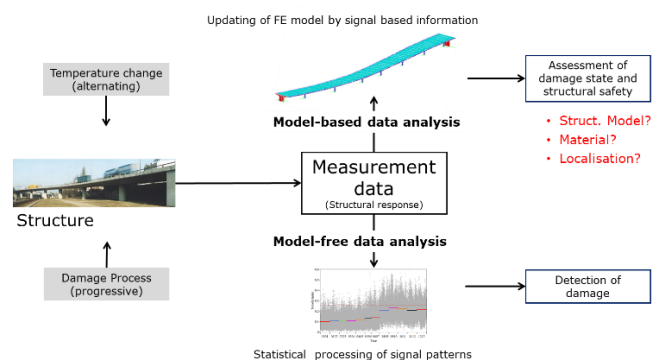 Updating of FE model by signal based information
Temperature change
(alternating)
Assessment of
damage state and
structural safety
Model-based data analysis
• Struct. Model?
• Material?
• Localisation?
Measurement
data
(Structural response)
Structure
Model-free data analysis
Damage Process
(progressive)
Detection of
damage
Statistical processing of signal patterns